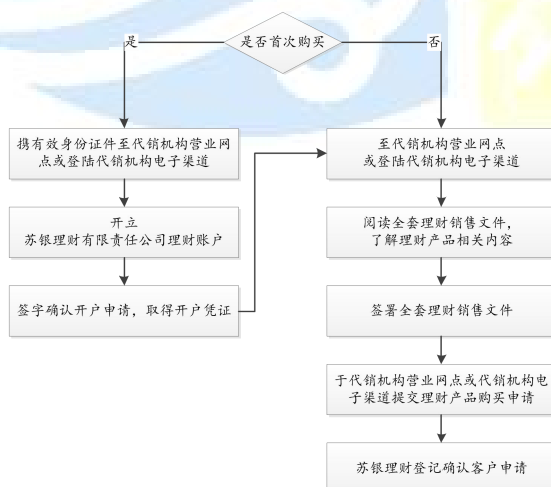 是否首次购买
是
否
携有效身份证件至代销机构营业网
点或登陆代销机构电子渠道
开立
苏银理财有限责任公司理财账户
签字确认开户申请，取得开户凭证
至代销机构营业网点
或登陆代销机构电子渠道
阅读全套理财销售文件，
了解理财产品相关内容
签署全套理财销售文件
于代销机构营业网点或代销机构电
子渠道提交理财产品购买申请
苏银理财登记确认客户申请